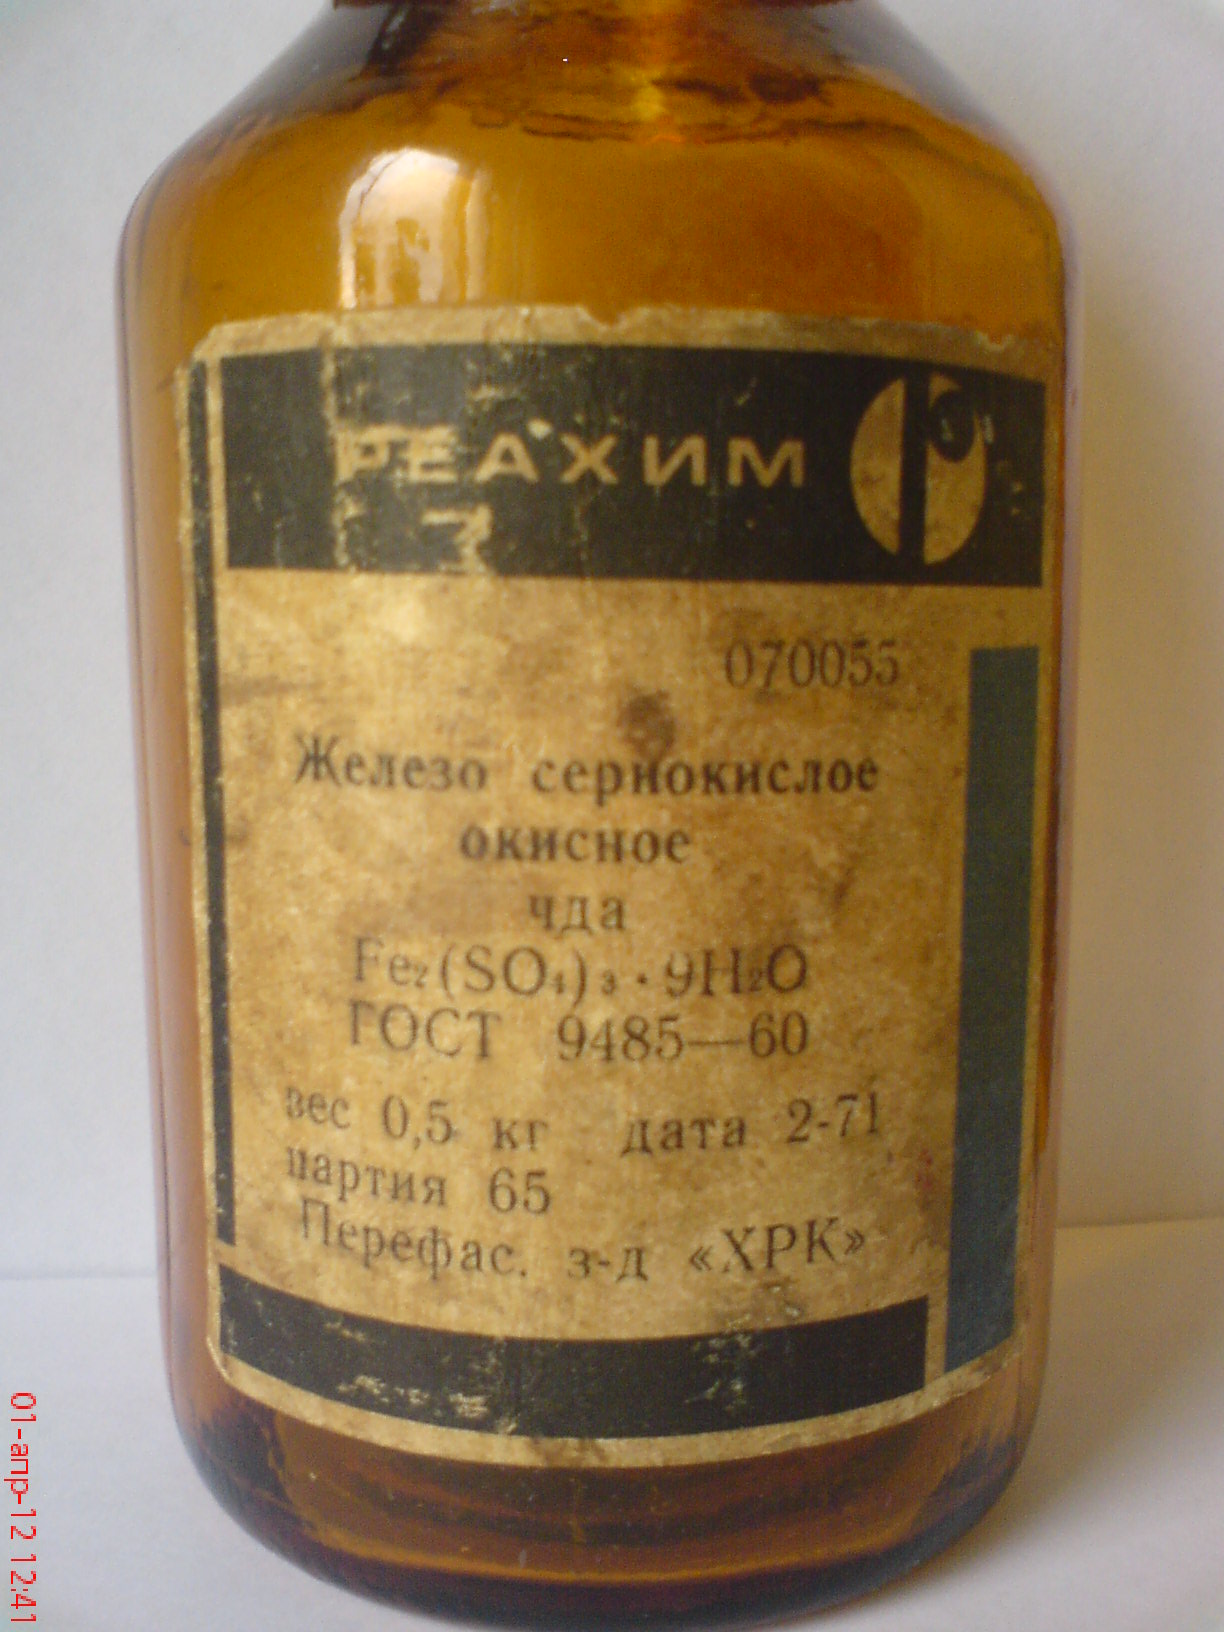 РЕАХИМ
070055
Железо сернокислое
окисное
чда
Fe₂(SO₄)₃·9H₂O
ГОСТ 9485—60
вес 0,5 кг дата 2-71
партия 65
Перефас. з-д «ХРК»
01-апр-12 12:41